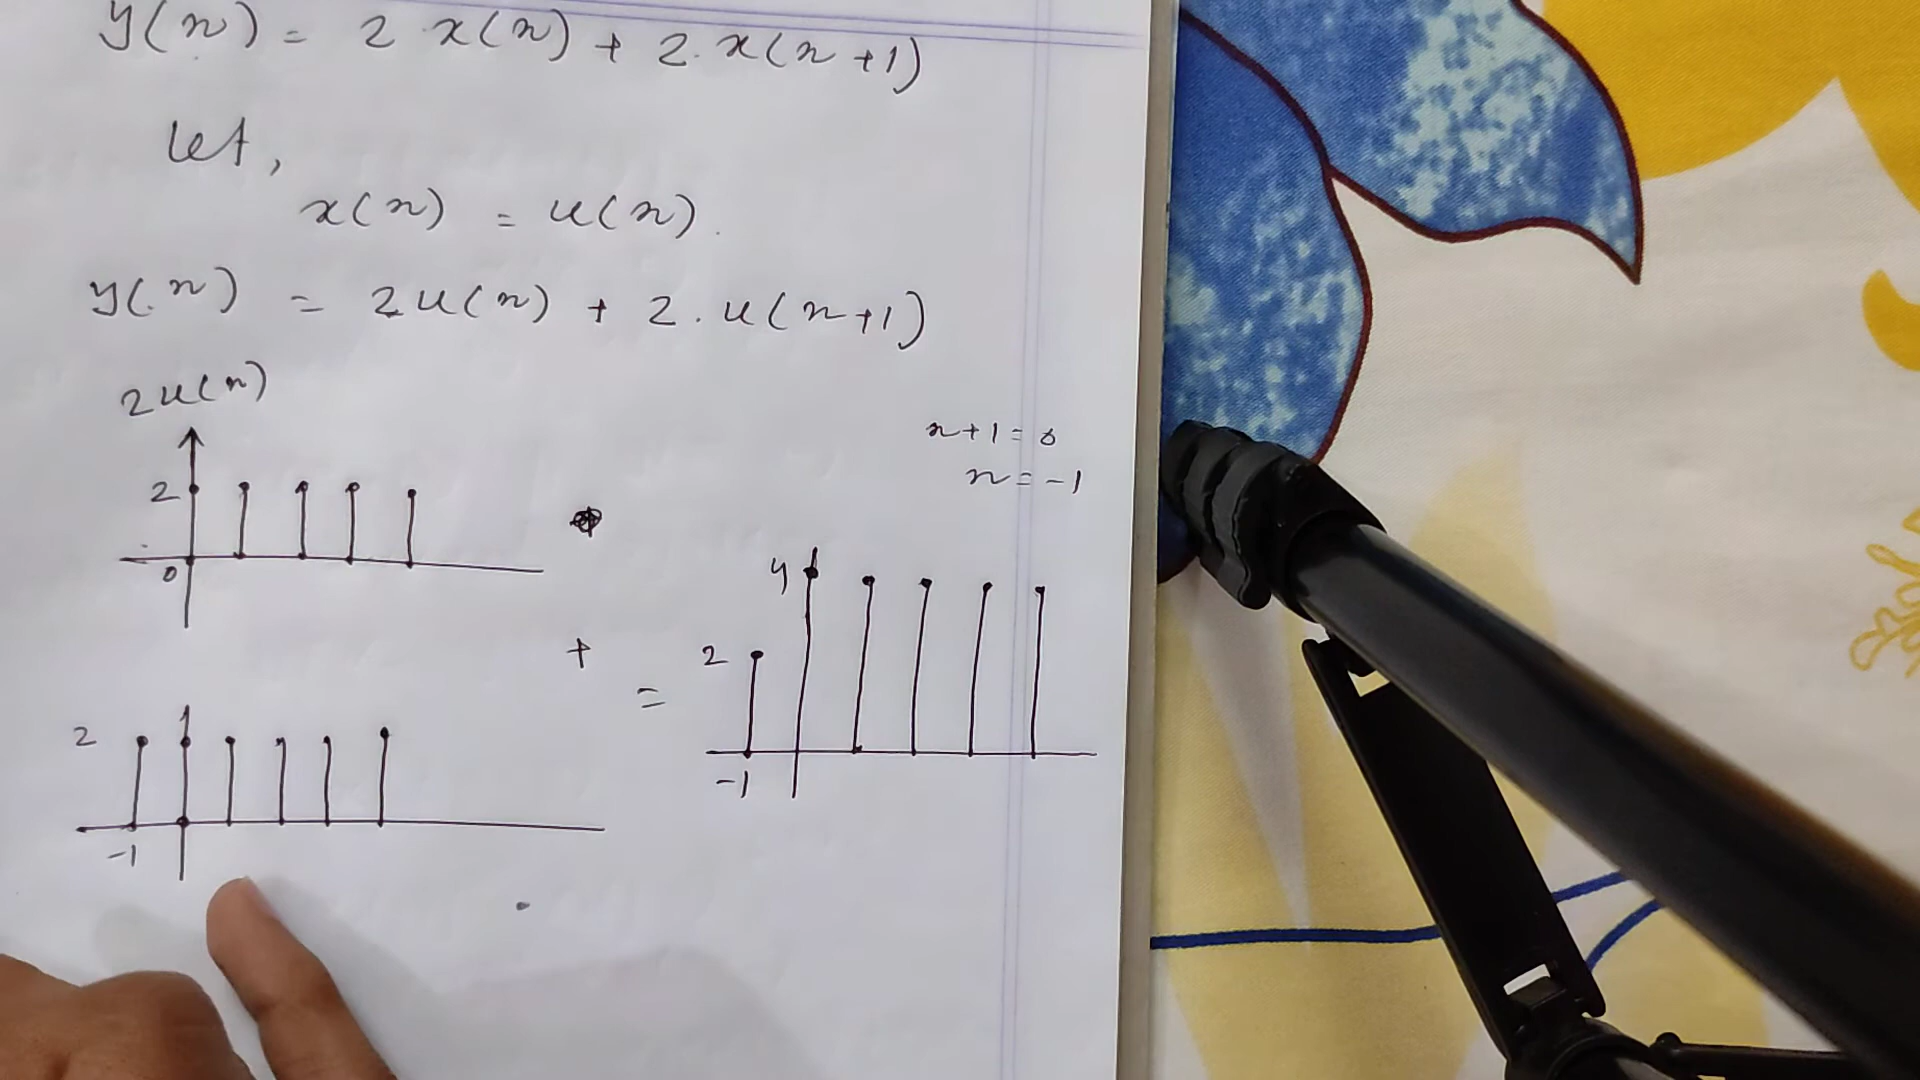 y(n) = 2 x(n) + 2. x(n+1)
let,
x(n) = u(n).
y(n) = 2u(n) + 2. u(n+1)
2u(n)
n+1 = 0
n = -1
2
0
+
2
-1
=
4
2
-1